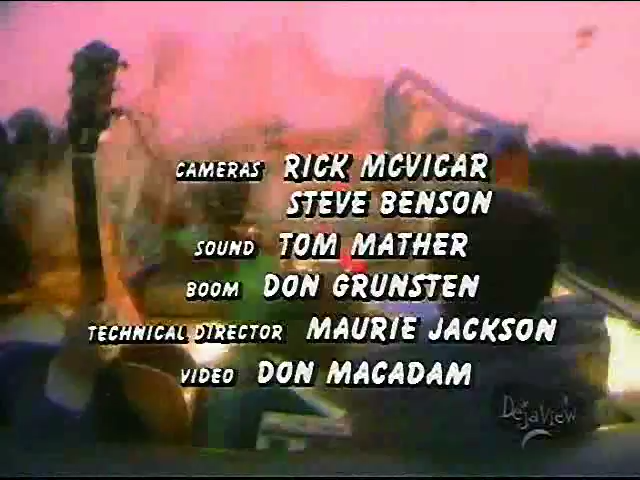 CAMERAS RICK MCVICAR
STEVE BENSON
SOUND TOM MATHER
BOOM DON GRUNSTEN
TECHNICAL DIRECTOR MAURIE JACKSON
VIDEO DON MACADAM
DejaView